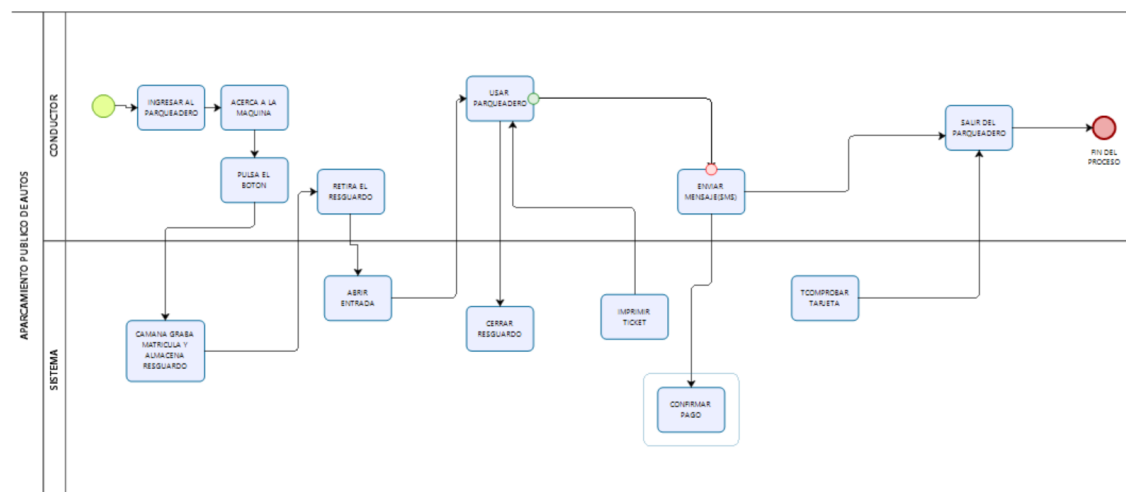 APARCAMIENTO PUBLICO DE AUTOS
CONDUCTOR
INGRESAR AL
PARQUEADERO
ACERCA A LA
MAQUINA
PULSA EL
BOTON
RETIRA EL
RESGUARDO
USAR
PARQUEADERO
ENVIAR
MENSAJE(SMS)
SALIR DEL
PARQUEADERO
FIN DEL
PROCESO
SISTEMA
CAMANA GRABA
MATRICULA Y
ALMACENA
RESGUARDO
ABRIR
ENTRADA
CERRAR
RESGUARDO
IMPRIMIR
TICKET
CONFIRMAR
PAGO
TCOMPROBAR
TARJETA